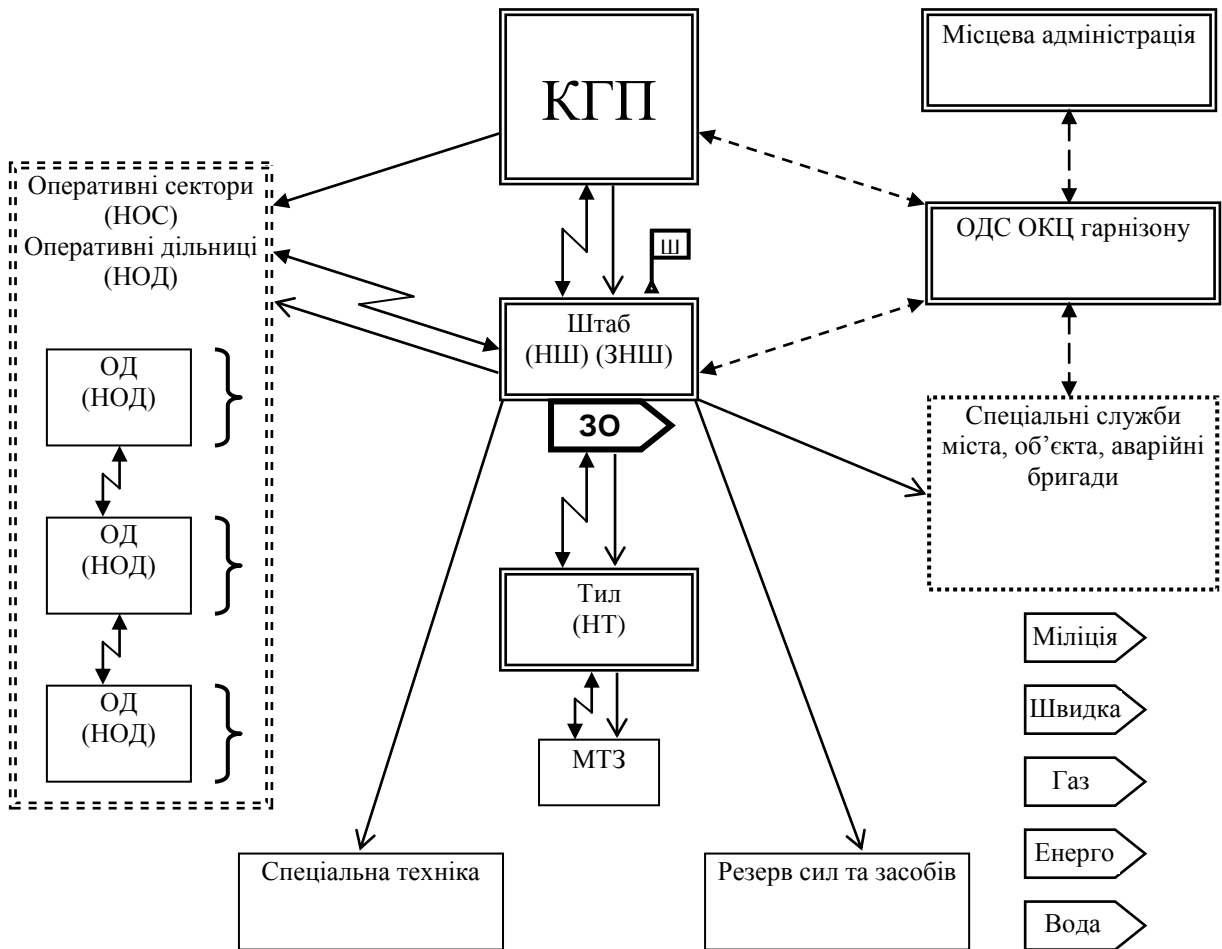 КГП
Місцева адміністрація
Оперативні сектори
(НОС)
Оперативні дільниці
(НОД)
ОДС ОКЦ гарнізону
Ш
Штаб
(НШ) (ЗНШ)
ЗО
ОД
(НОД)
ОД
(НОД)
ОД
(НОД)
Спеціальні служби
міста, об’єкта, аварійні
бригади
Тил
(НТ)
МТЗ
Міліція
Швидка
Газ
Енерго
Вода
Спеціальна техніка
Резерв сил та засобів